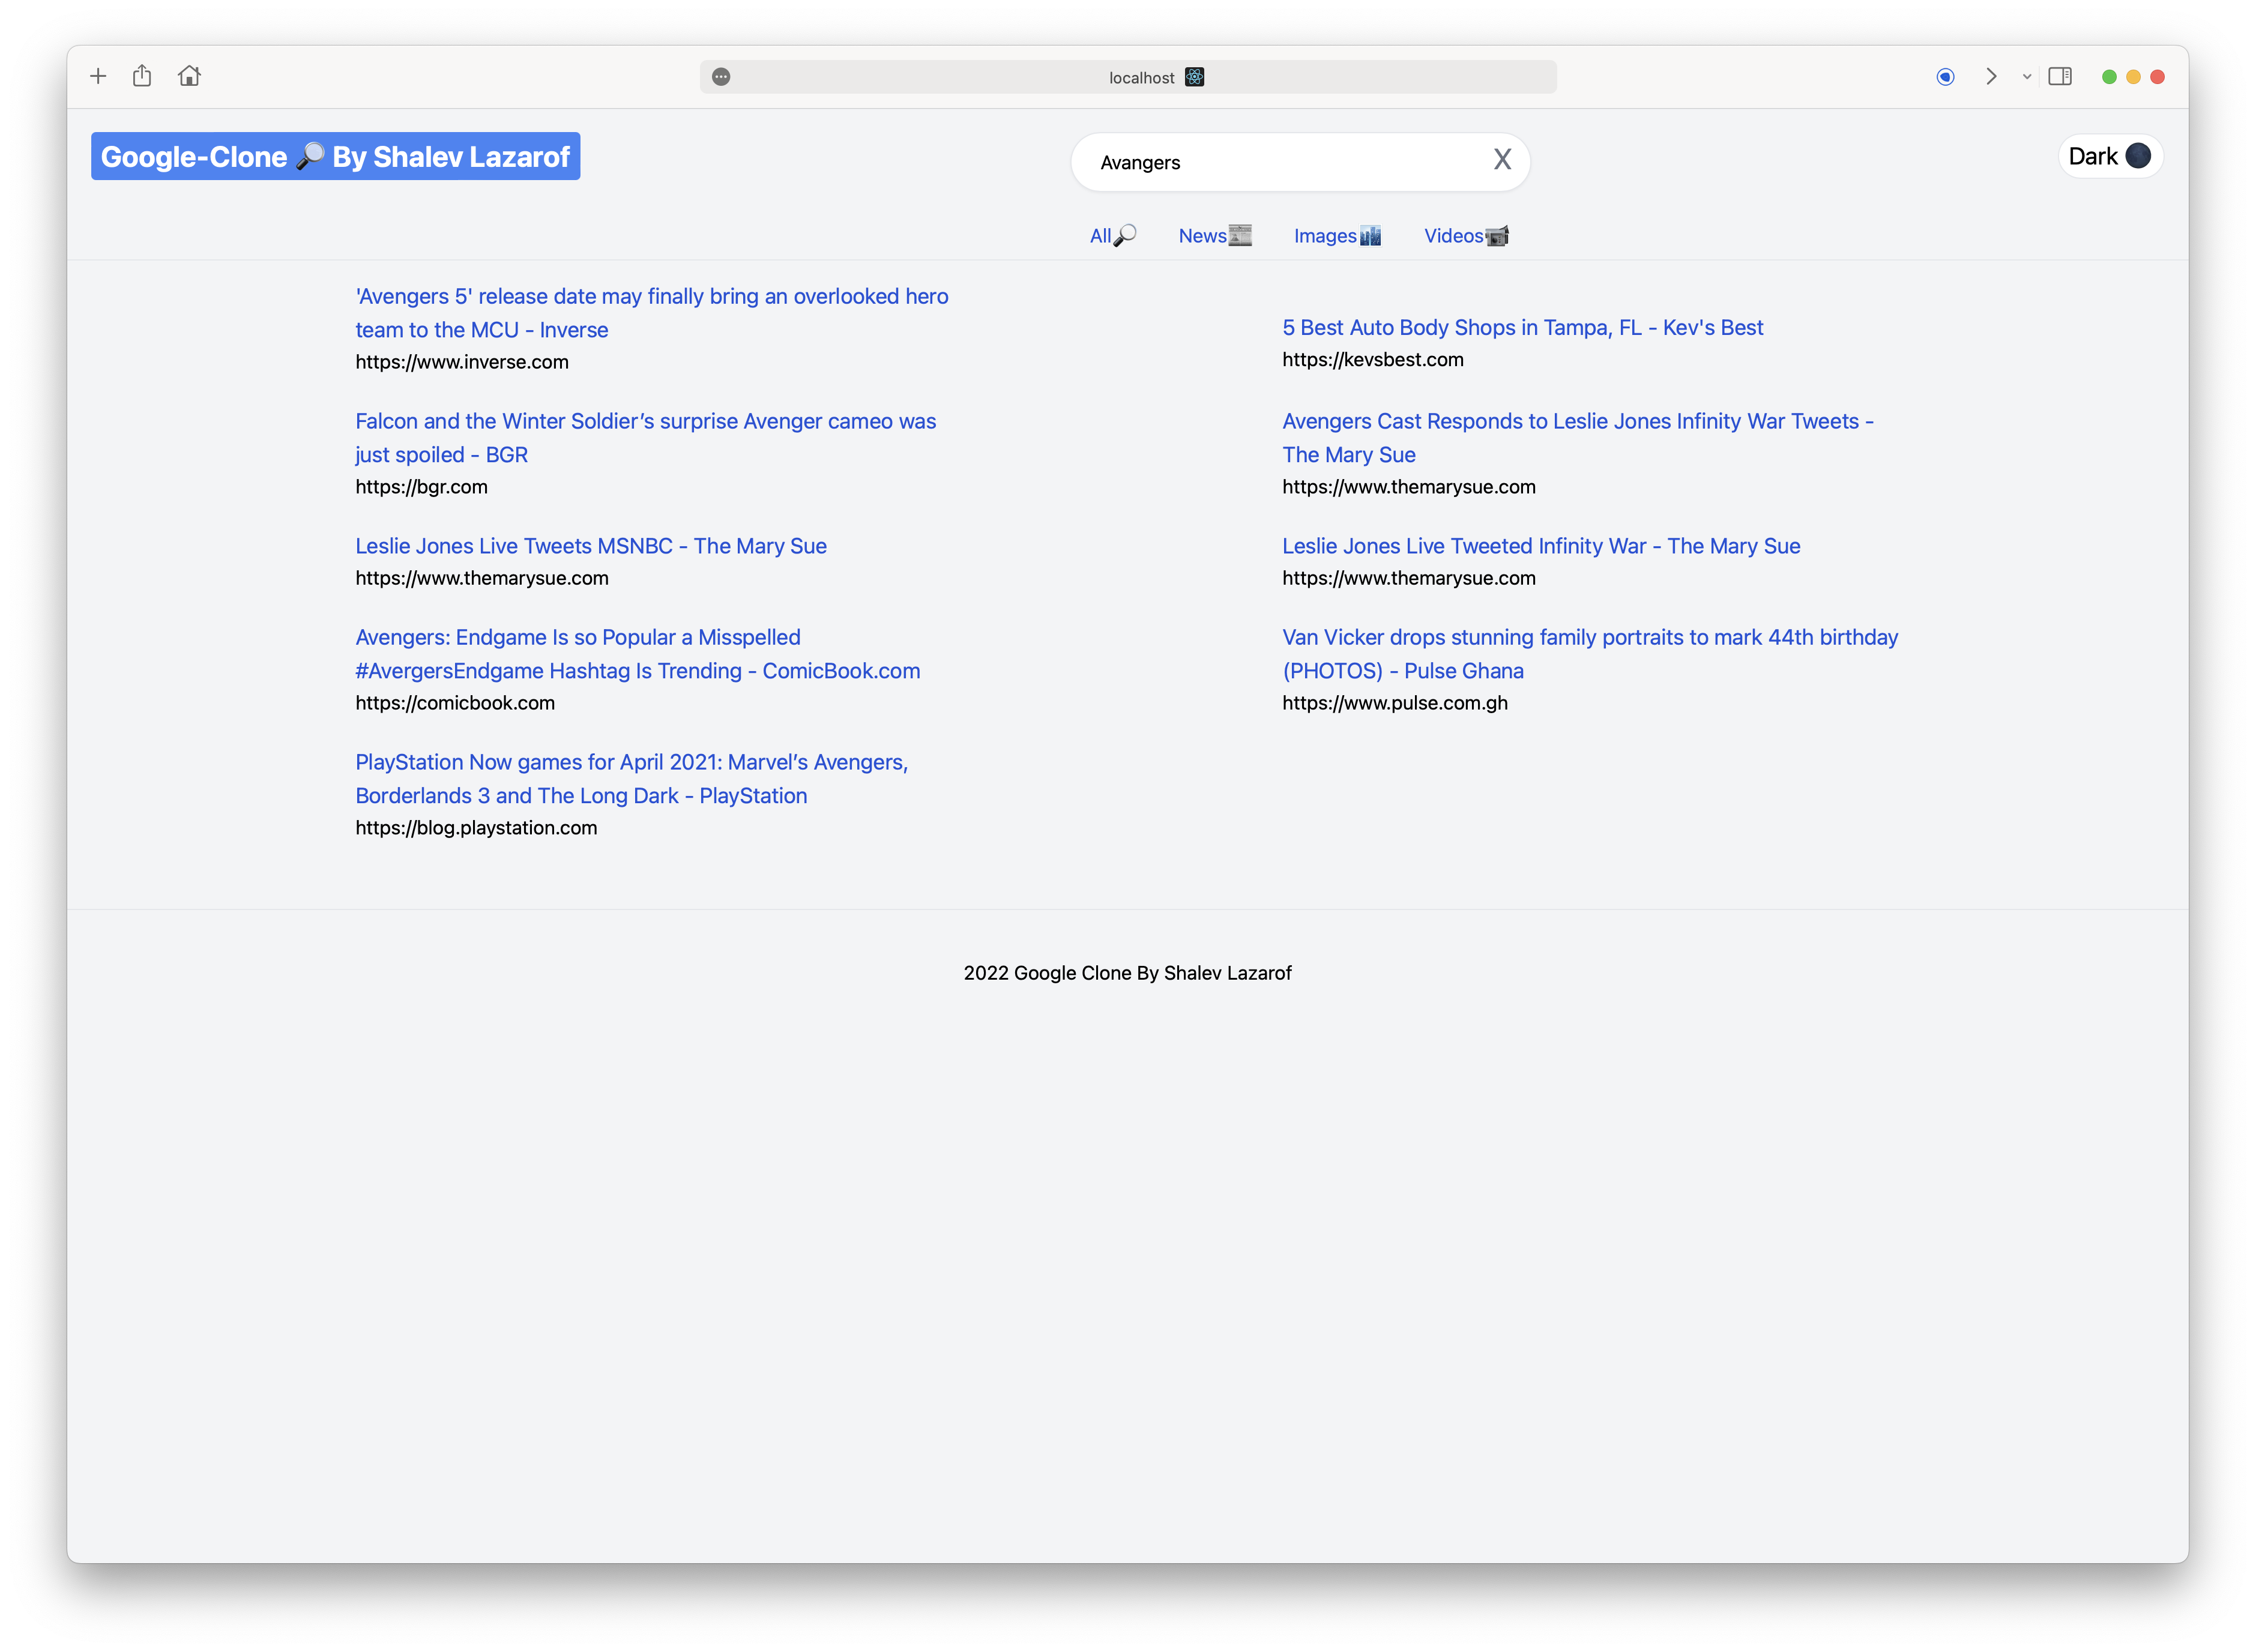 localhost
Google-Clone 🔎 By Shalev Lazarof
Avangers
X
Dark 🌑
All🔎
News📰
Images🌆
Videos📹
'Avengers 5' release date may finally bring an overlooked hero
team to the MCU - Inverse
https://www.inverse.com
5 Best Auto Body Shops in Tampa, FL - Kev's Best
https://kevsbest.com
Falcon and the Winter Soldier’s surprise Avenger cameo was
just spoiled - BGR
https://bgr.com
Avengers Cast Responds to Leslie Jones Infinity War Tweets -
The Mary Sue
https://www.themarysue.com
Leslie Jones Live Tweets MSNBC - The Mary Sue
https://www.themarysue.com
Leslie Jones Live Tweeted Infinity War - The Mary Sue
https://www.themarysue.com
Avengers: Endgame Is so Popular a Misspelled
#AvergersEndgame Hashtag Is Trending - ComicBook.com
https://comicbook.com
Van Vicker drops stunning family portraits to mark 44th birthday
(PHOTOS) - Pulse Ghana
https://www.pulse.com.gh
PlayStation Now games for April 2021: Marvel’s Avengers,
Borderlands 3 and The Long Dark - PlayStation
https://blog.playstation.com
2022 Google Clone By Shalev Lazarof